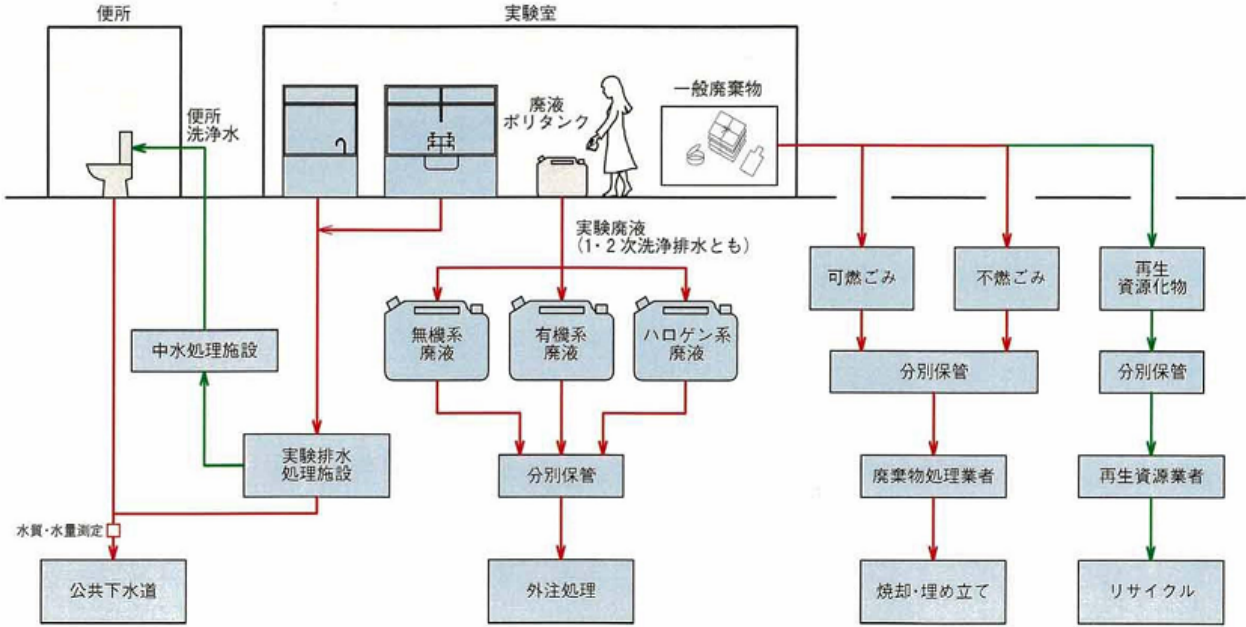 便所
実験室
便所
洗浄水
廃液
ポリタンク
一般廃棄物
実験廃液
(1・2次洗浄排水とも)
可燃ごみ
不燃ごみ
再生
資源化物
無機系
廃液
有機系
廃液
ハロゲン系
廃液
中水処理施設
分別保管
分別保管
実験排水
処理施設
分別保管
廃棄物処理業者
再生資源業者
水質・水量測定
公共下水道
外注処理
焼却・埋め立て
リサイクル